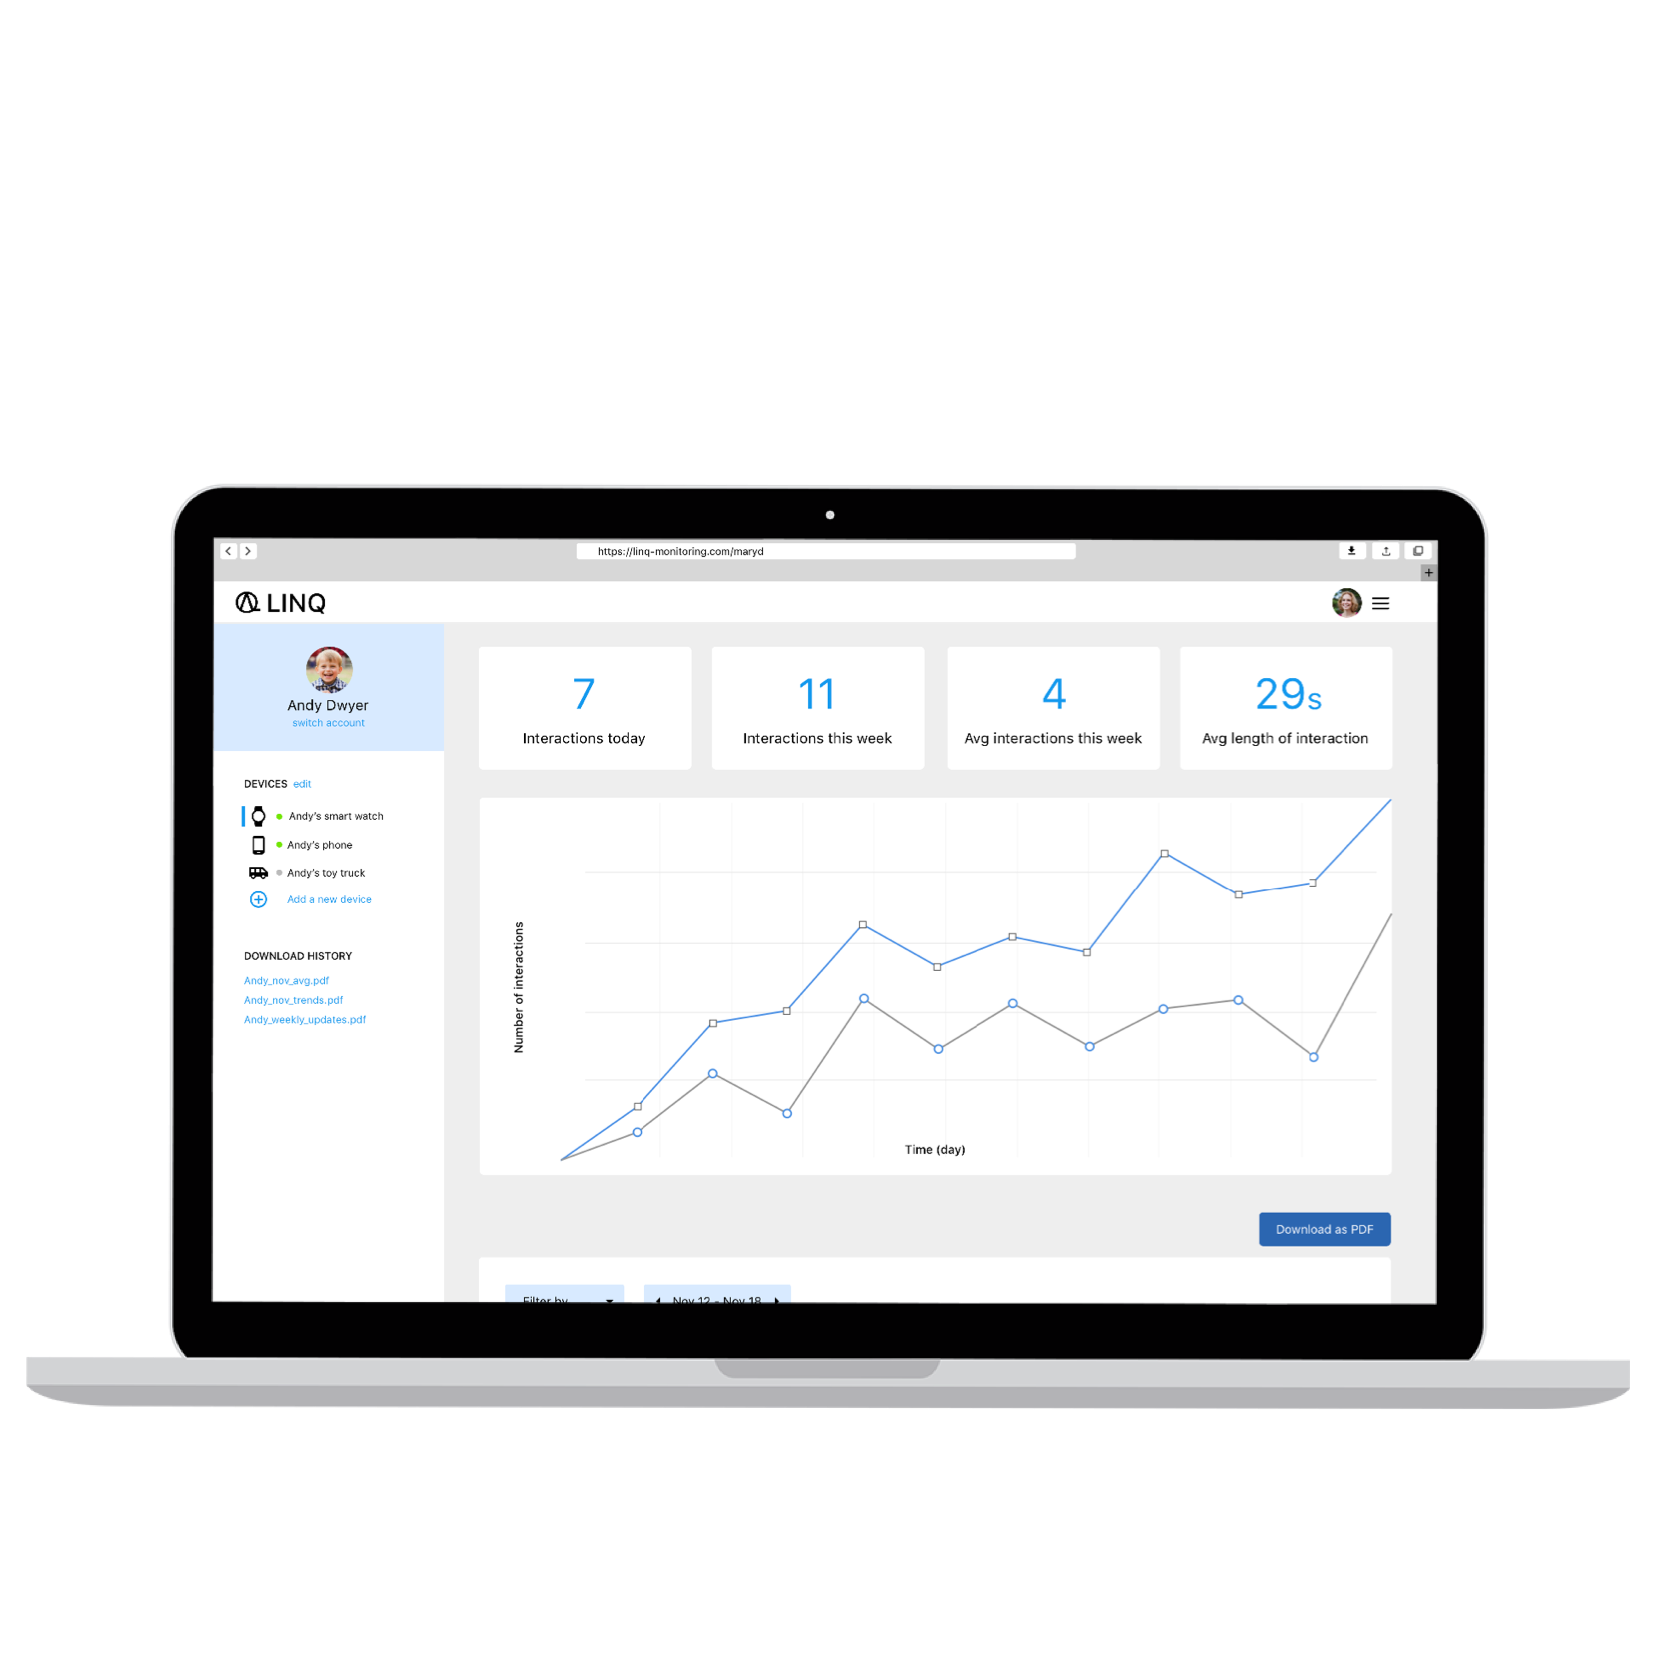 https://linq-monitoring.com/maryd
LINQ
Andy Dwyer
switch account
DEVICES edit
Andy's smart watch
Andy's phone
Andy's toy truck
Add a new device
DOWNLOAD HISTORY
Andy_nov_avg.pdf
Andy_nov_trends.pdf
Andy_weekly_updates.pdf
7
Interactions today
11
Interactions this week
4
Avg interactions this week
29s
Avg length of interaction
Number of interactions
Time (day)
Download as PDF
Filter by
Nov 12 - Nov 18